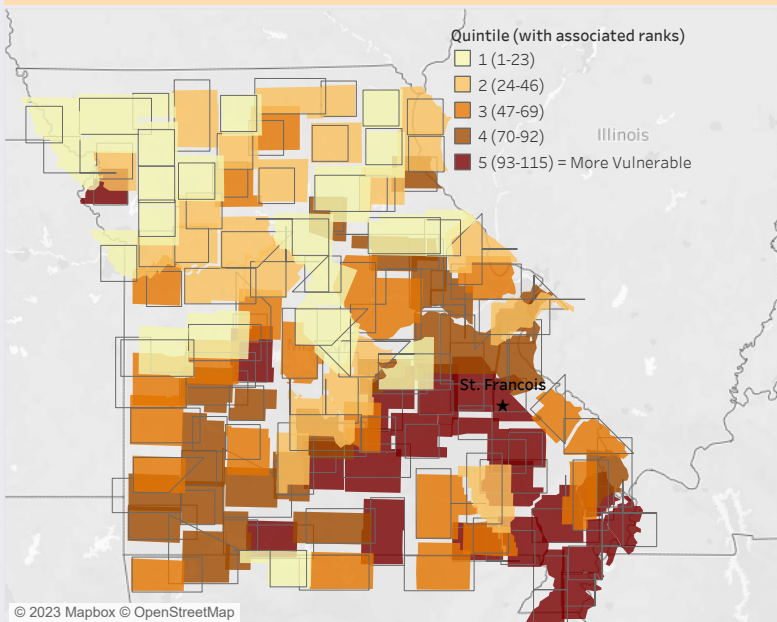 Quintile (with associated ranks)
1 (1-23)
2 (24-46)
3 (47-69)
4 (70-92)
5 (93-115) = More Vulnerable
Illinois
St. Francois
★
© 2023 Mapbox © OpenStreetMap